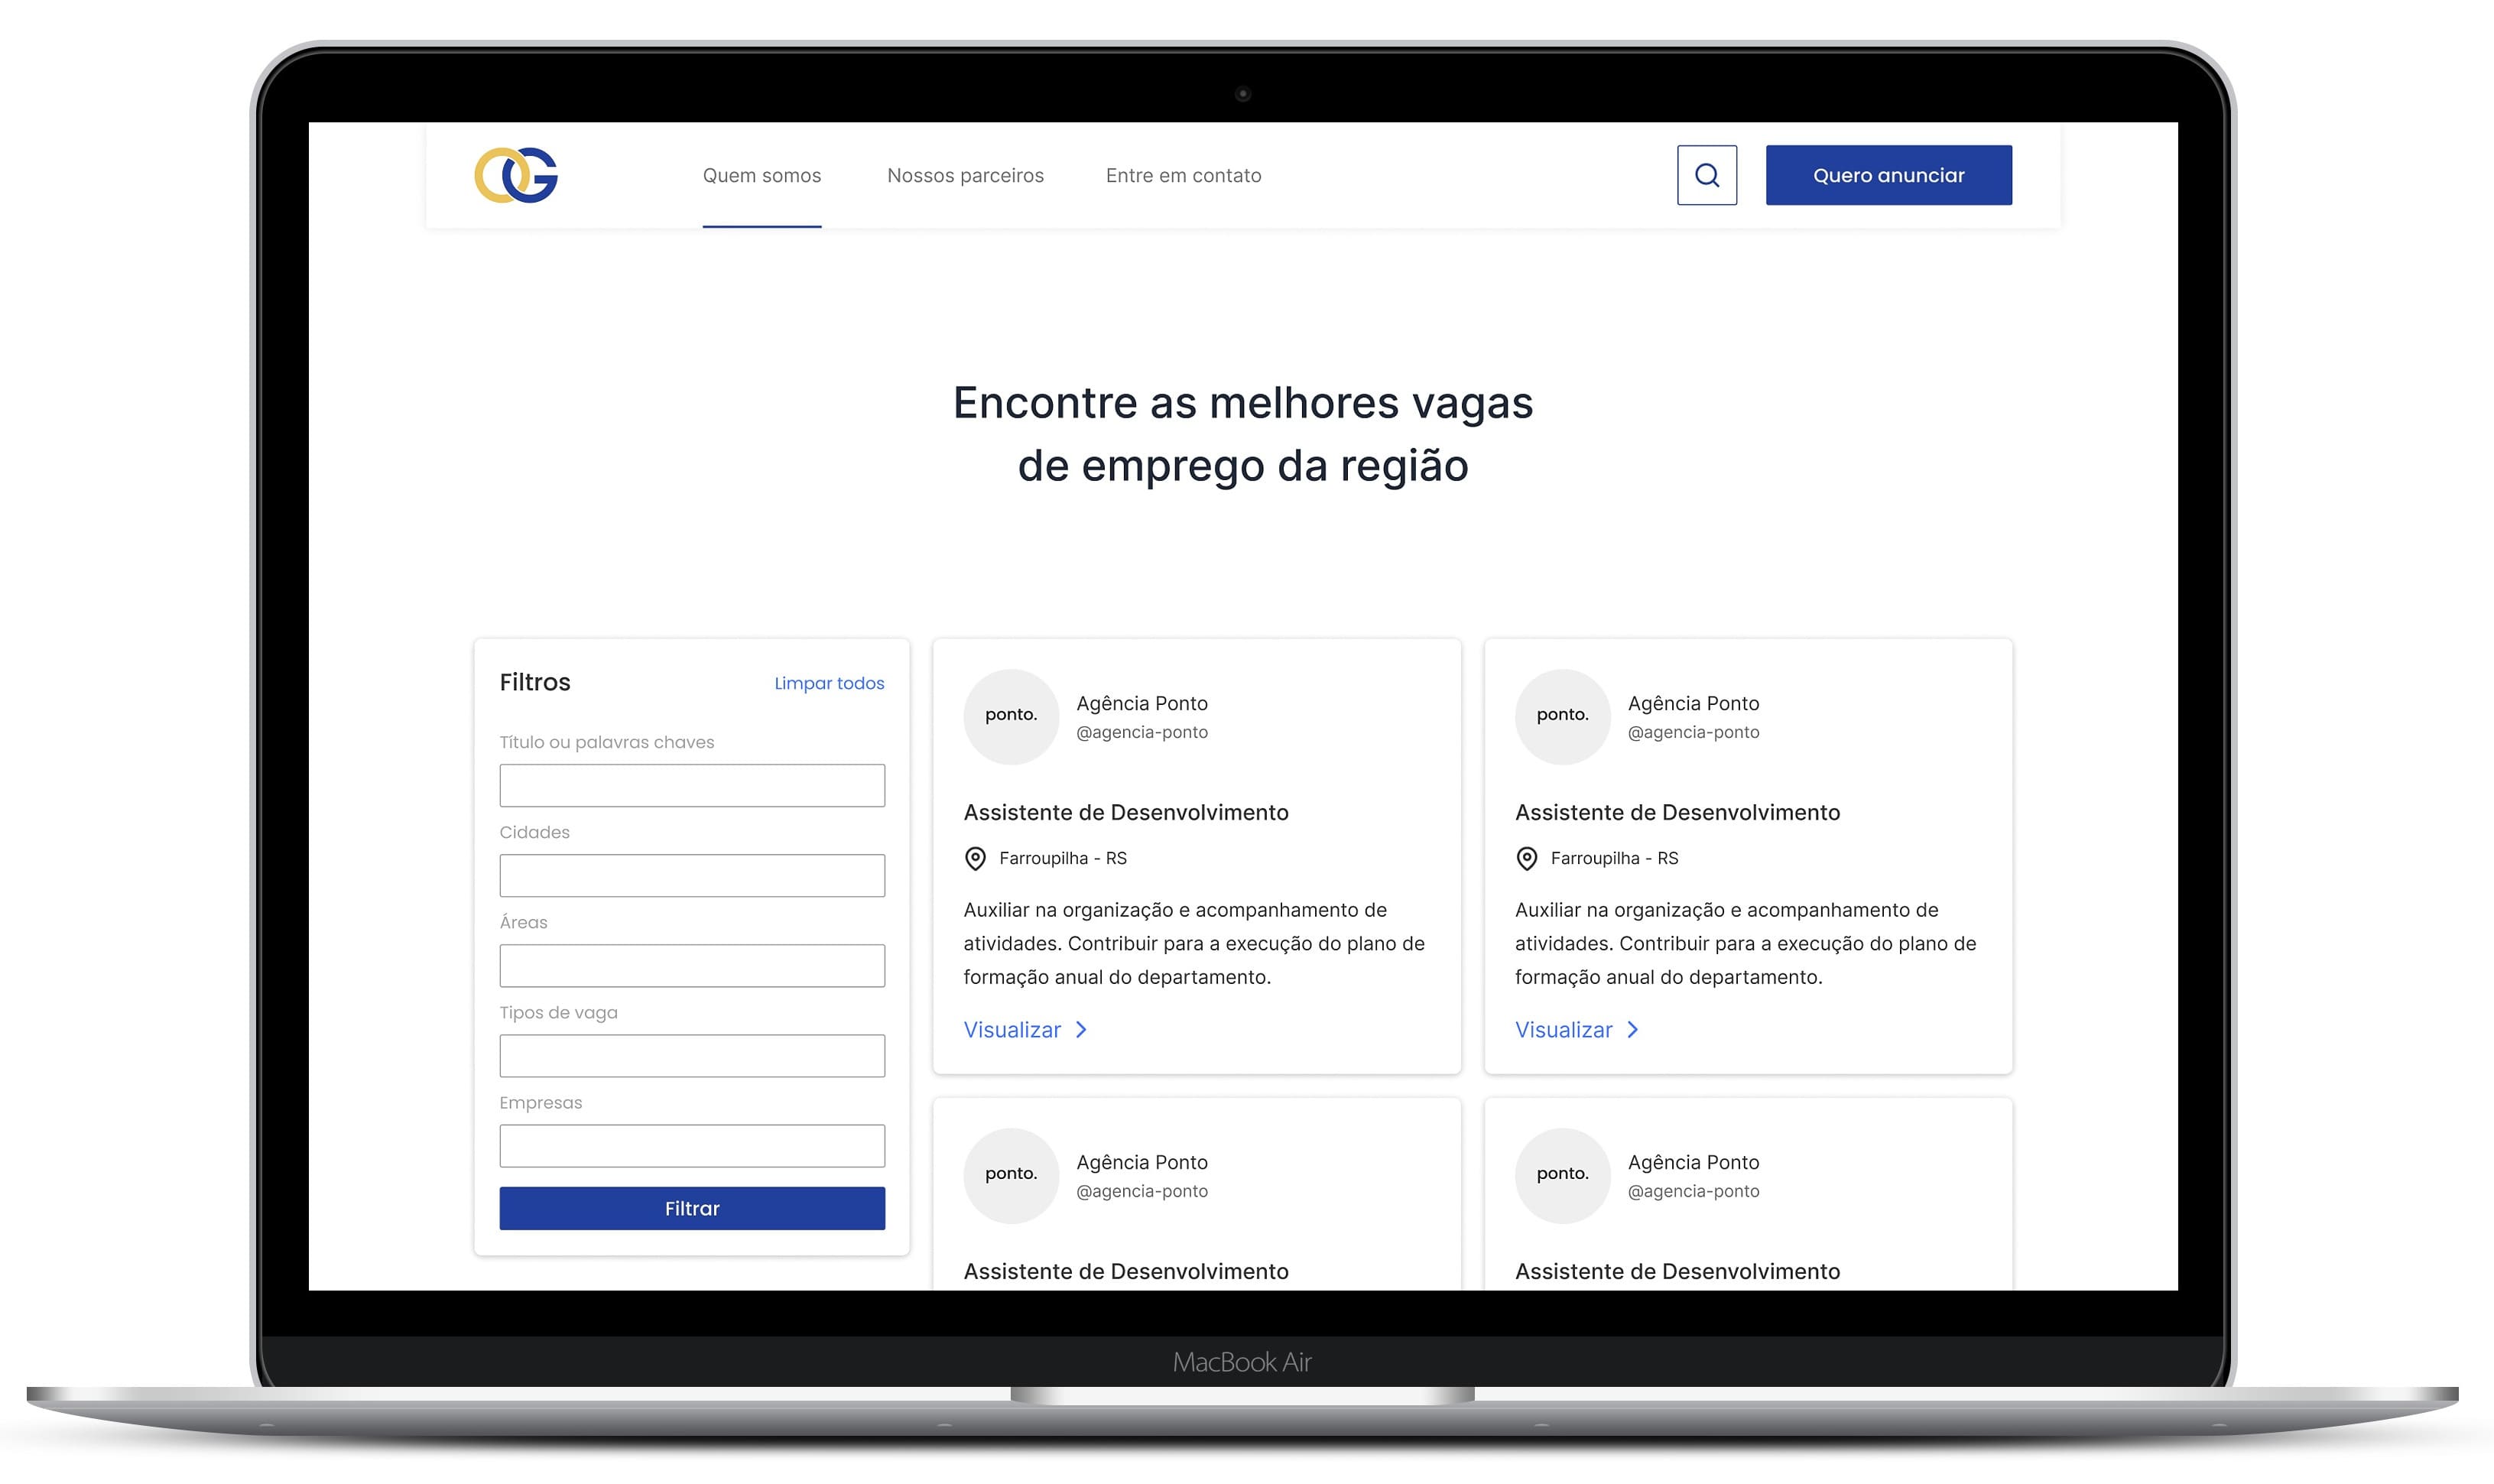 OG
Quem somos
Nossos parceiros
Entre em contato
Quero anunciar
Encontre as melhores vagas
de emprego da região
Filtros
Limpar todos
Título ou palavras chaves
Cidades
Áreas
Tipos de vaga
Empresas
Filtrar
ponto.
Agência Ponto
@agencia-ponto
Assistente de Desenvolvimento
Farroupilha - RS
Auxiliar na organização e acompanhamento de
atividades. Contribuir para a execução do plano de
formação anual do departamento.
Visualizar
ponto.
Agência Ponto
@agencia-ponto
Assistente de Desenvolvimento
Farroupilha - RS
Auxiliar na organização e acompanhamento de
atividades. Contribuir para a execução do plano de
formação anual do departamento.
Visualizar
ponto.
Agência Ponto
@agencia-ponto
Assistente de Desenvolvimento
ponto.
Agência Ponto
@agencia-ponto
Assistente de Desenvolvimento
MacBook Air